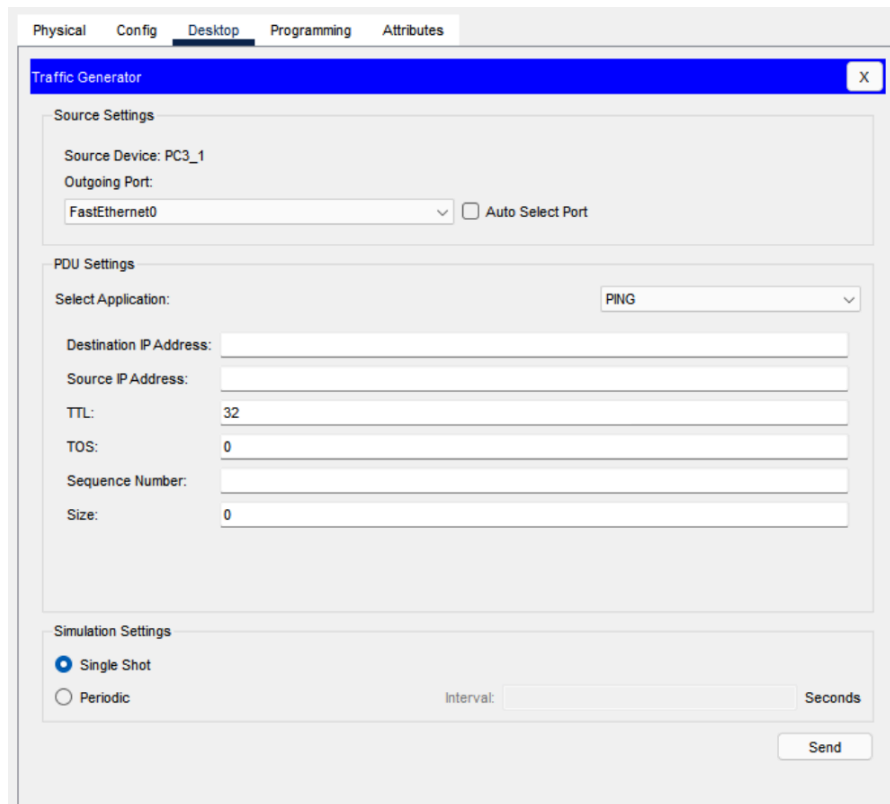 Physical Config Desktop Programming Attributes
Traffic Generator X
Source Settings
Source Device: PC3_1
Outgoing Port:
FastEthernet0 Auto Select Port
PDU Settings
Select Application: PING
Destination IP Address:
Source IP Address:
TTL: 32
TOS: 0
Sequence Number:
Size: 0
Simulation Settings
Single Shot
Periodic Interval: Seconds
Send